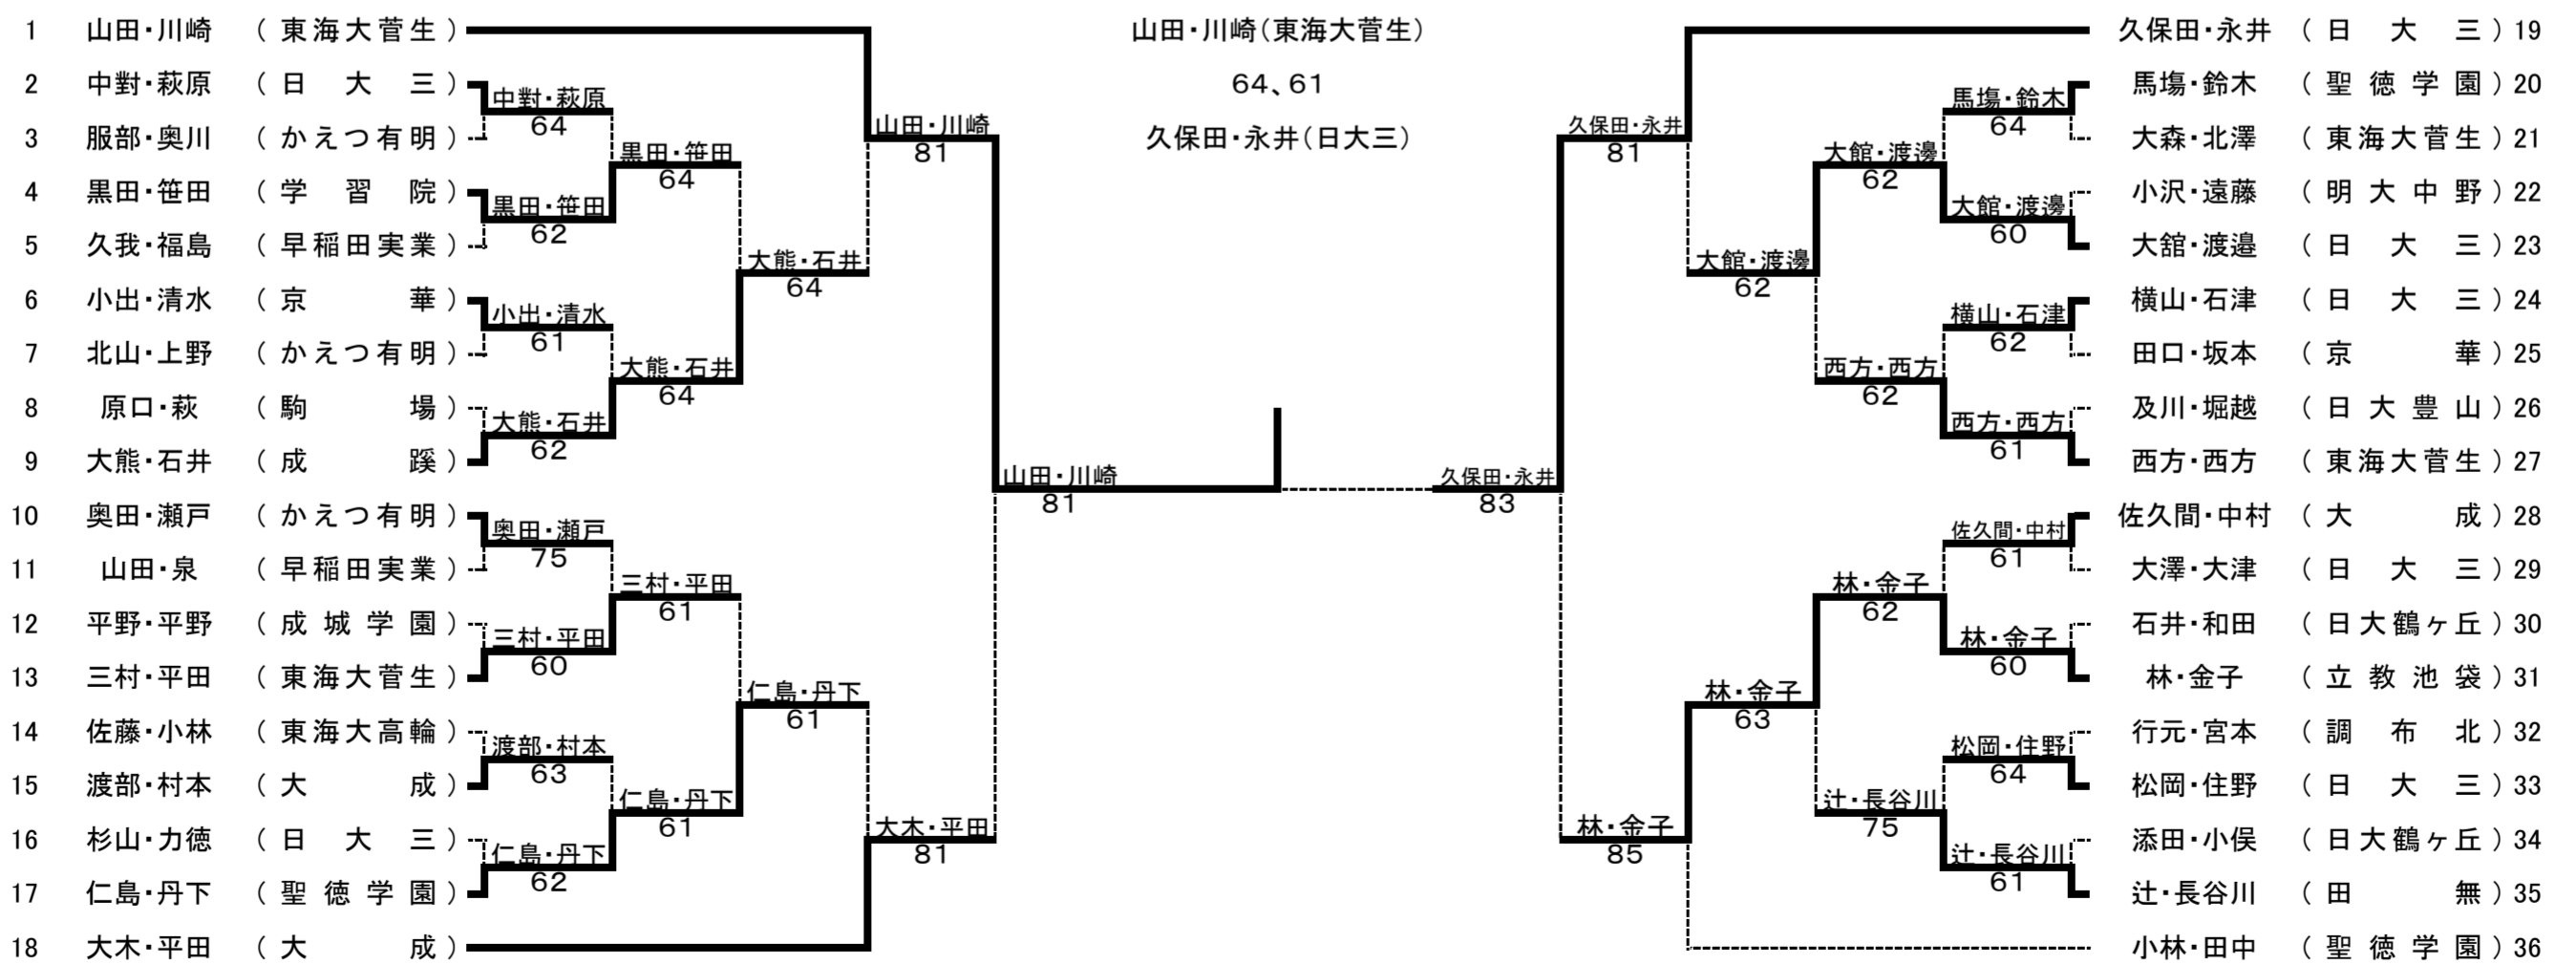 1 山田・川崎 (東海大菅生)
2 中對・萩原 (日大三)
3 服部・奥川 (かえつ有明)
4 黒田・笹田 (学習院)
5 久我・福島 (早稲田実業)
6 小出・清水 (京華)
7 北山・上野 (かえつ有明)
8 原口・萩 (駒場)
9 大熊・石井 (成蹊)
10 奥田・瀬戸 (かえつ有明)
11 山田・泉 (早稲田実業)
12 平野・平野 (成城学園)
13 三村・平田 (東海大菅生)
14 佐藤・小林 (東海大高輪)
15 渡部・村本 (大成)
16 杉山・力徳 (日大三)
17 仁島・丹下 (聖徳学園)
18 大木・平田 (大成)
中對・萩原
64
黒田・笹田
62
小出・清水
61
大熊・石井
62
奥田・瀬戸
75
三村・平田
60
渡部・村本
63
仁島・丹下
62
黒田・笹田
64
大熊・石井
64
三村・平田
61
仁島・丹下
61
大熊・石井
64
仁島・丹下
61
山田・川崎
81
大木・平田
81
山田・川崎
81
山田・川崎(東海大菅生)
64、61
久保田・永井(日大三)
久保田・永井
83
久保田・永井
81
林・金子
85
大館・渡邊
62
林・金子
63
大館・渡邊
62
西方・西方
62
林・金子
62
辻・長谷川
75
馬塲・鈴木
64
大館・渡邊
60
横山・石津
62
西方・西方
61
佐久間・中村
61
林・金子
60
松岡・住野
64
辻・長谷川
61
久保田・永井 (日大三) 19
馬塲・鈴木 (聖徳学園) 20
大森・北澤 (東海大菅生) 21
小沢・遠藤 (明大中野) 22
大舘・渡邉 (日大三) 23
横山・石津 (日大三) 24
田口・坂本 (京華) 25
及川・堀越 (日大豊山) 26
西方・西方 (東海大菅生) 27
佐久間・中村 (大成) 28
大澤・大津 (日大三) 29
石井・和田 (日大鶴ヶ丘) 30
林・金子 (立教池袋) 31
行元・宮本 (調布北) 32
松岡・住野 (日大三) 33
添田・小俣 (日大鶴ヶ丘) 34
辻・長谷川 (田無) 35
小林・田中 (聖徳学園) 36